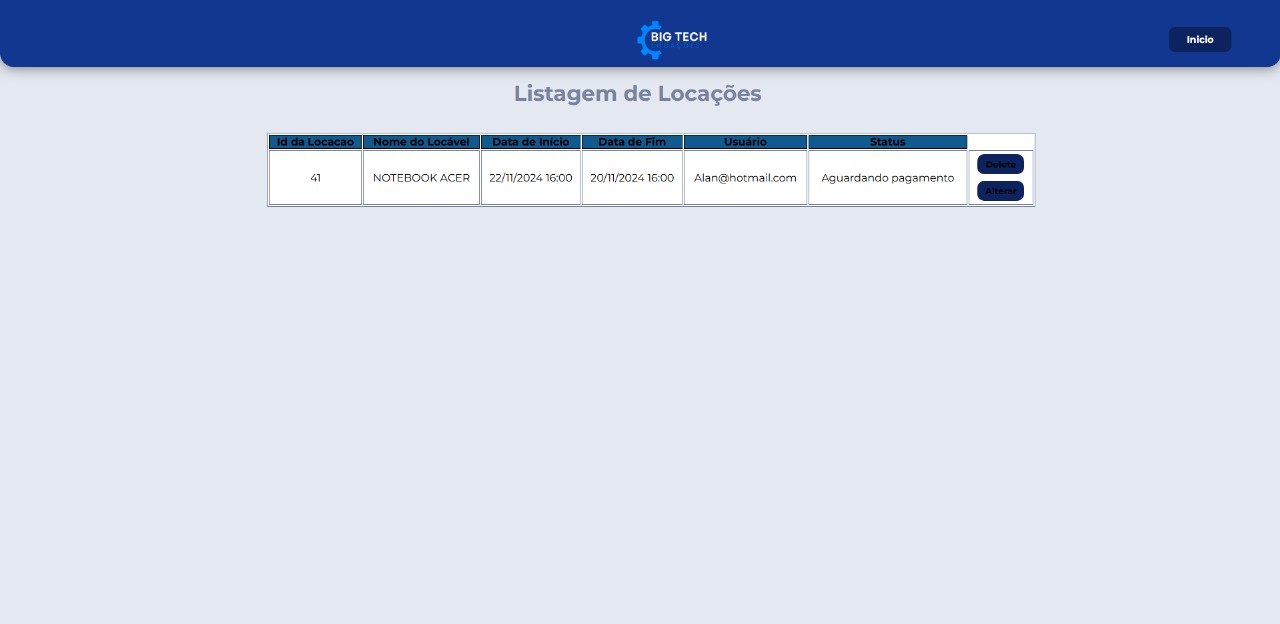 BIG TECH
LOCAÇÕES
Inicio
Listagem de Locações
Id da Locacao Nome do Locável Data de Início Data de Fim Usuário Status
41 NOTEBOOK ACER 22/11/2024 16:00 20/11/2024 16:00 Alan@hotmail.com Aguardando pagamento
Delete
Alterar